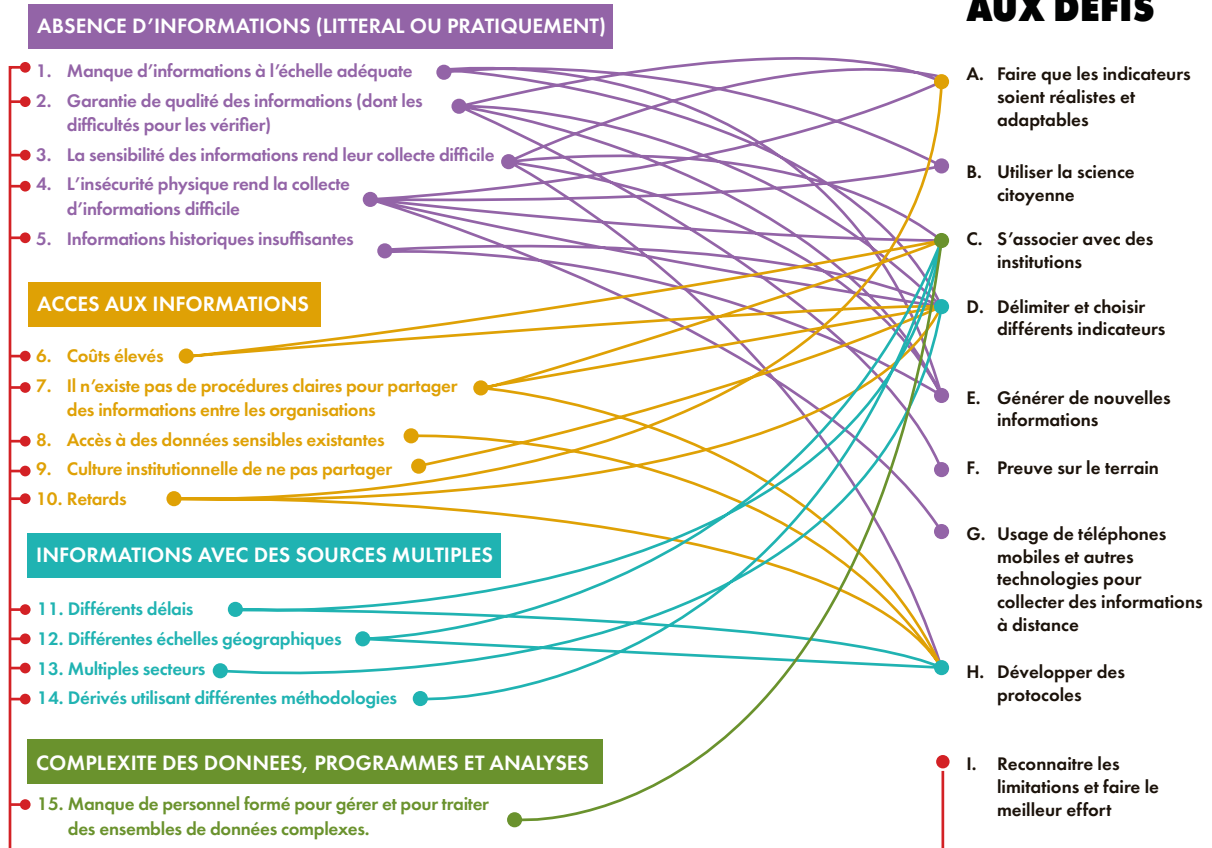 AUX DÉFIS
ABSENCE D’INFORMATIONS (LITTERAL OU PRATIQUEMENT)
1. Manque d’informations à l’échelle adéquate
2. Garantie de qualité des informations (dont les
difficultés pour les vérifier)
3. La sensibilité des informations rend leur collecte difficile
4. L’insécurité physique rend la collecte
d’informations difficile
5. Informations historiques insuffisantes
ACCES AUX INFORMATIONS
6. Coûts élevés
7. Il n’existe pas de procédures claires pour partager
des informations entre les organisations
8. Accès à des données sensibles existantes
9. Culture institutionnelle de ne pas partager
10. Retards
INFORMATIONS AVEC DES SOURCES MULTIPLES
11. Différents délais
12. Différentes échelles géographiques
13. Multiples secteurs
14. Dérivés utilisant différentes méthodologies
COMPLEXITE DES DONNEES, PROGRAMMES ET ANALYSES
15. Manque de personnel formé pour gérer et pour traiter
des ensembles de données complexes.
A. Faire que les indicateurs
soient réalistes et
adaptables
B. Utiliser la science
citoyenne
C. S’associer avec des
institutions
D. Délimiter et choisir
différents indicateurs
E. Générer de nouvelles
informations
F. Preuve sur le terrain
G. Usage de téléphones
mobiles et autres
technologies pour
collecter des informations
à distance
H. Développer des
protocoles
I. Reconnaitre les
limitations et faire le
meilleur effort